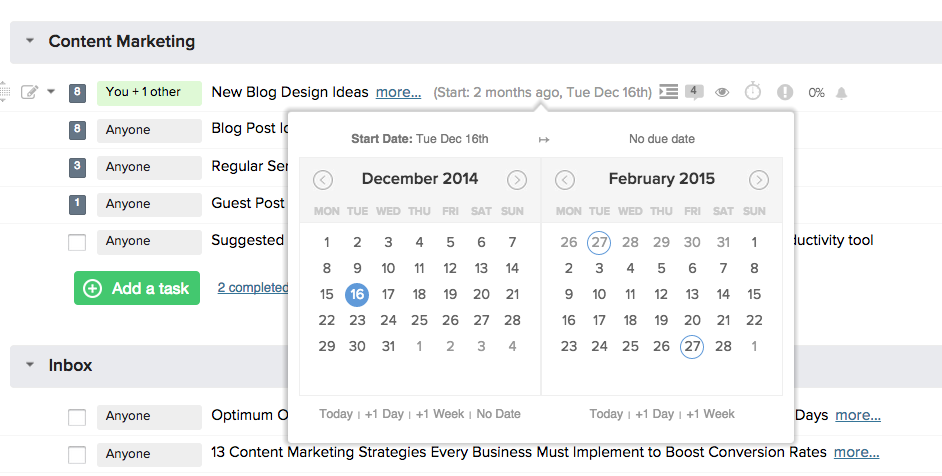 Content Marketing
8 You + 1 other New Blog Design Ideas more... (Start: 2 months ago, Tue Dec 16th) 4 0%
8 Anyone Blog Post
3 Anyone Regular
1 Anyone Guest Post
Anyone Suggested tool
Add a task 2 completed
Start Date: Tue Dec 16th ↦ No due date
December 2014
MON TUE WED THU FRI SAT SUN
1 2 3 4 5 6 7
8 9 10 11 12 13 14
15 16 17 18 19 20 21
22 23 24 25 26 27 28
29 30 31 1 2 3 4
Today | +1 Day | +1 Week | No Date
February 2015
MON TUE WED THU FRI SAT SUN
26 27 28 29 30 31 1
2 3 4 5 6 7 8
9 10 11 12 13 14 15
16 17 18 19 20 21 22
23 24 25 26 27 28 1
Today | +1 Day | +1 Week
Inbox
Anyone Optimum Days more...
Anyone 13 Content Marketing Strategies Every Business Must Implement to Boost Conversion Rates more...